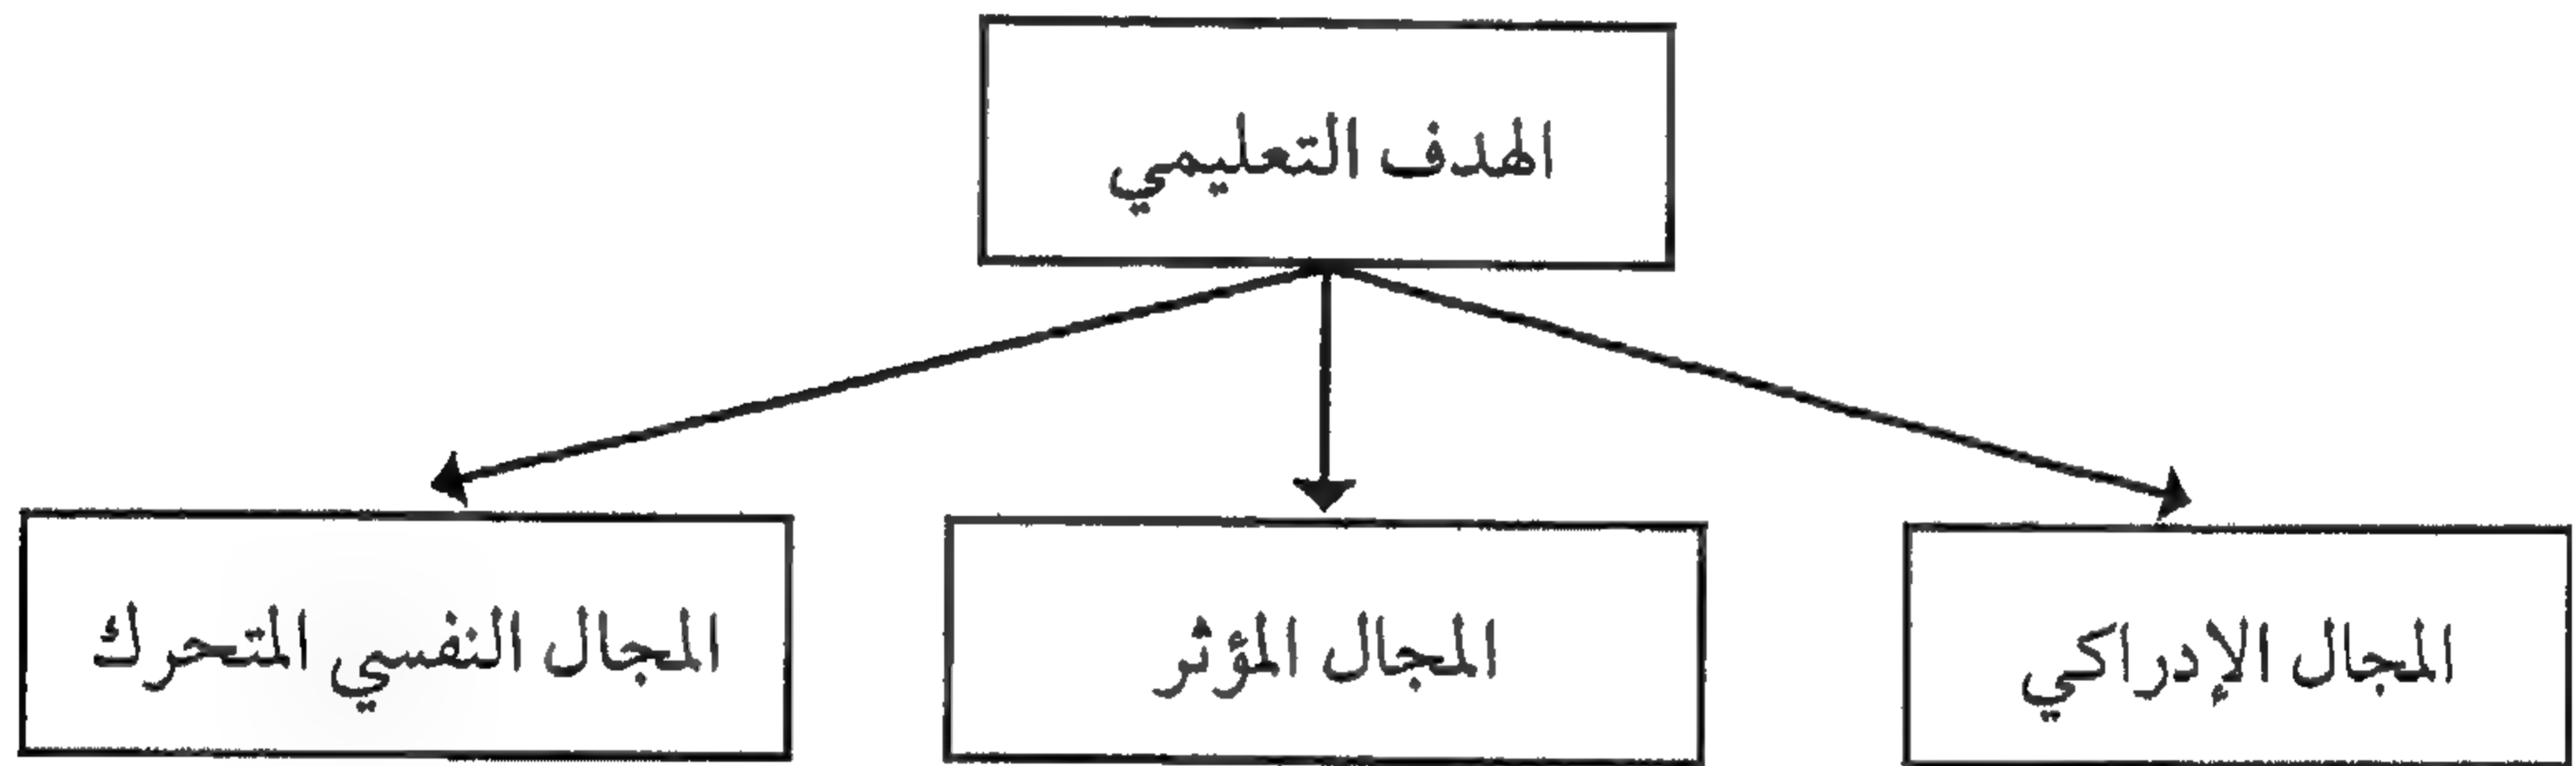 الهدف التعليمي
المجال الإدراكي
المجال المؤثر
المجال النفسي المتحرك